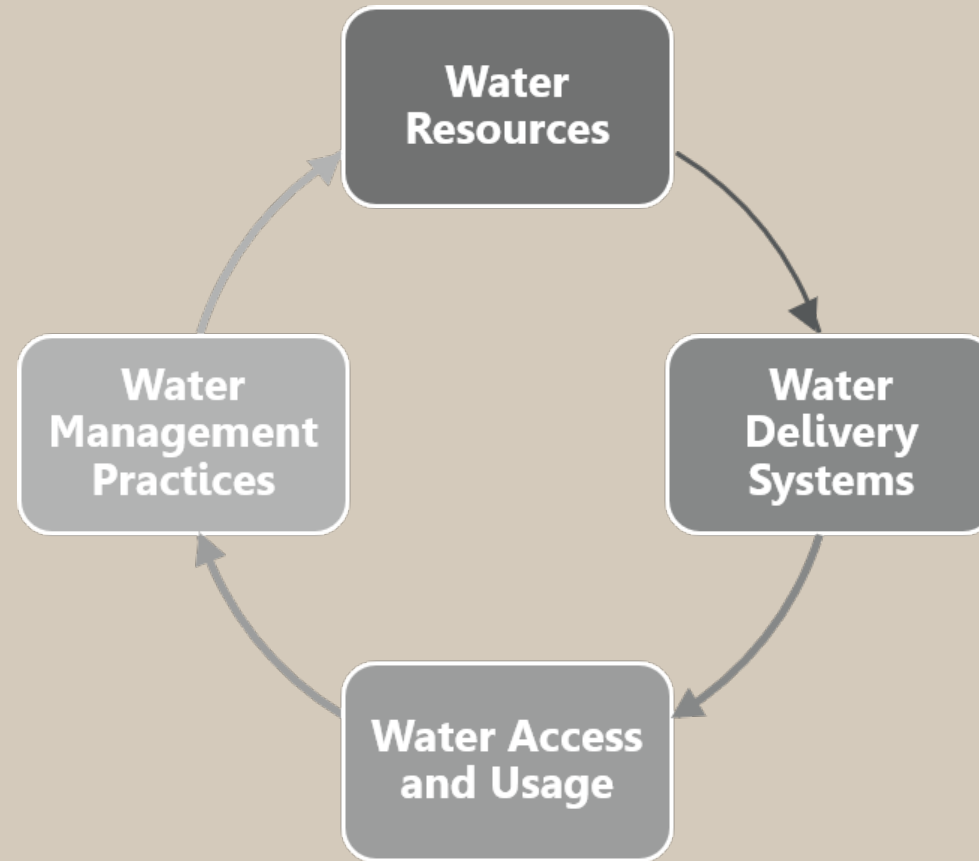 Water
Resources
Water
Delivery
Systems
Water Access
and Usage
Water
Management
Practices